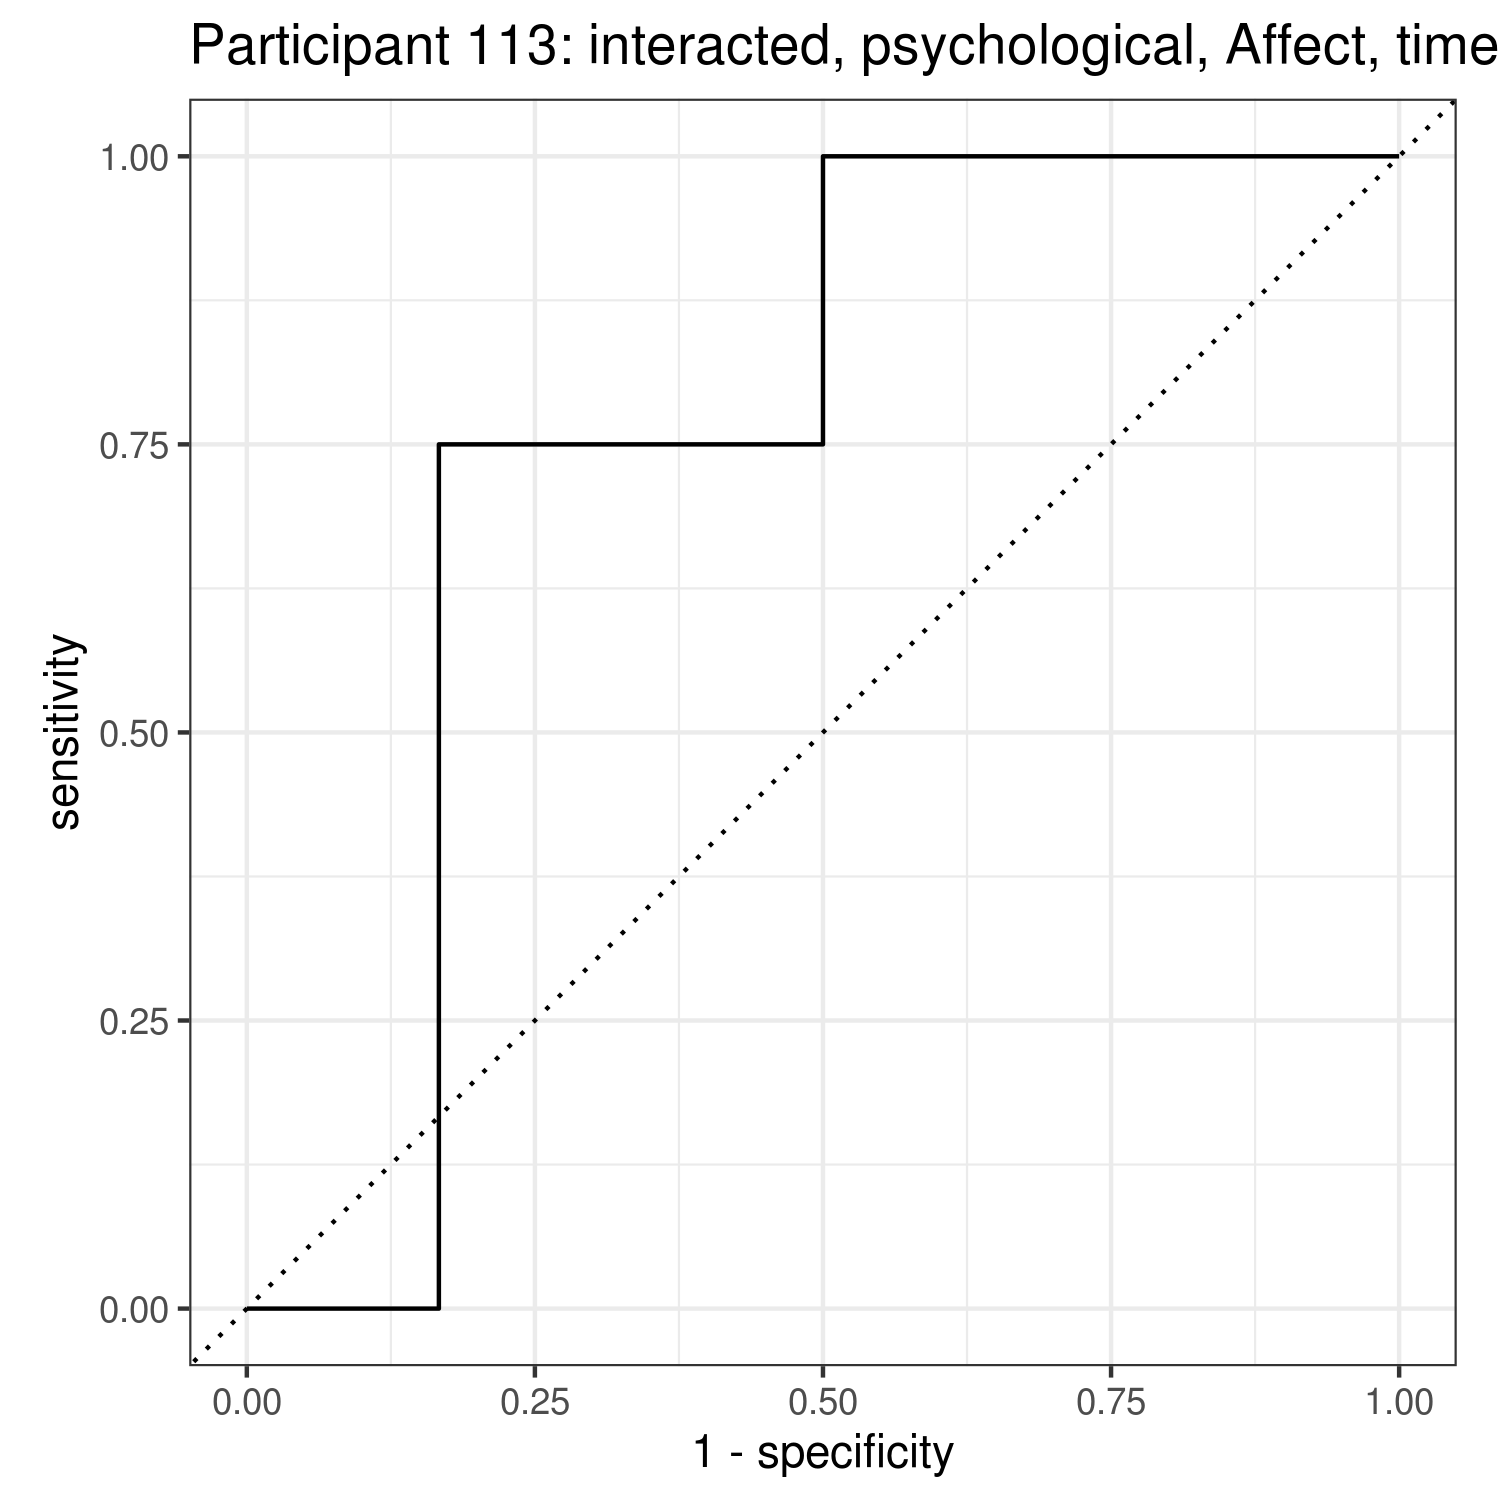 Participant 113: interacted, psychological, Affect, time
1.00
0.75
0.50
0.25
0.00
sensitivity
0.00 0.25 0.50 0.75 1.00
1 - specificity